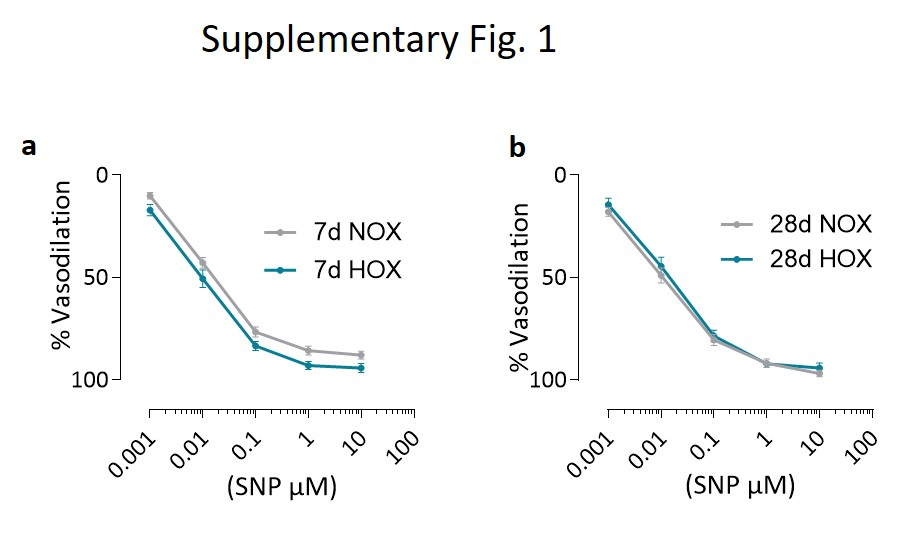 Supplementary Fig. 1
a
% Vasodilation
0
50
100
7d NOX
7d HOX
0.001
0.01
0.1
1
10
100
(SNP μM)
b
% Vasodilation
0
50
100
28d NOX
28d HOX
0.001
0.01
0.1
1
10
100
(SNP μM)